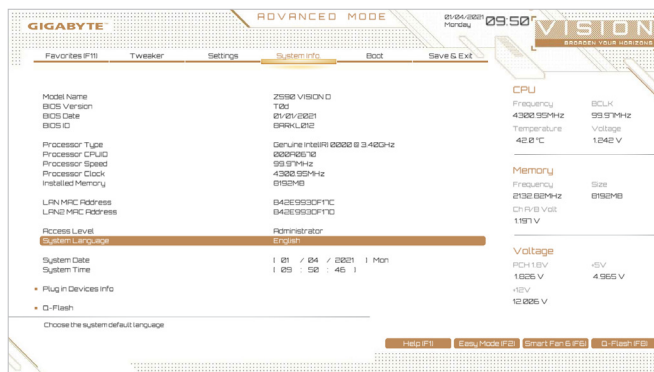 GIGABYTE
ADVANCED MODE
01/04/2021
Monday
09:50
VISION
BROADEN YOUR HORIZONS
Favorites (F11) Tweaker Settings System Info. Boot Save & Exit
Model Name Z590 VISION D
BIOS Version T0d
BIOS Date 01/01/2021
BIOS ID 8ARKL012
Processor Type Genuine Intel(R) 0000 @ 3.40GHz
Processor CPUID 000A0670
Processor Speed 99.97MHz
Processor Clock 4300.95MHz
Installed Memory 8192MB
LAN MAC Address
LAN2 MAC Address
Access Level Administrator
System Language English
System Date [ 01 / 04 / 2021 ] Mon
System Time [ 09 : 50 : 46 ]
Plug in Devices Info
Q-Flash
Choose the system default language
CPU
Frequency BCLK
4300.95MHz 99.97MHz
Temperature Voltage
42.0 °C 1.242 V
Memory
Frequency Size
2132.82MHz 8192MB
Ch A/B Volt
1.197 V
Voltage
PCH 1.8V +5V
1.826 V 4.965 V
+12V
12.006 V
Help (F1) Easy Mode (F2) Smart Fan 6 (F6) Q-Flash (F8)